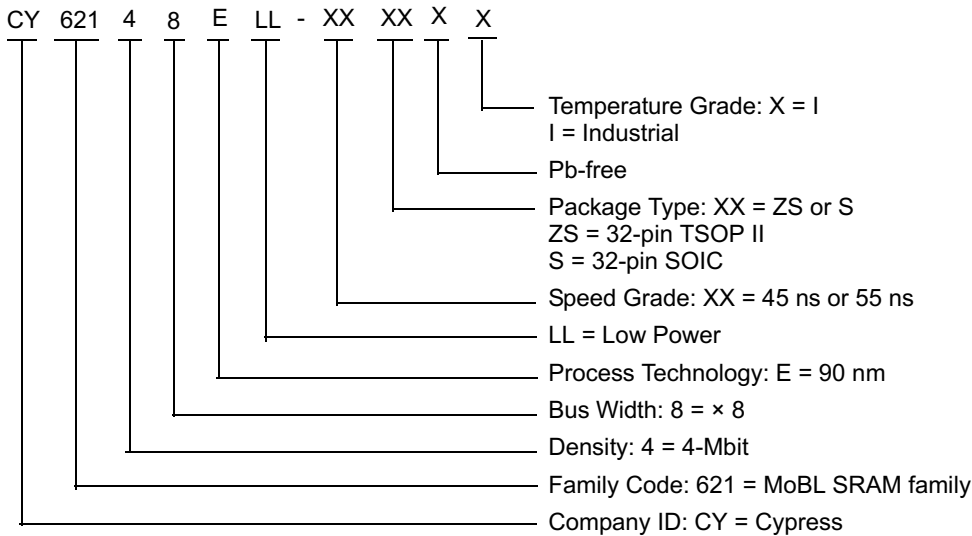 CY 621 4 8 E LL - XX XX X X
Temperature Grade: X = I
I = Industrial
Pb-free
Package Type: XX = ZS or S
ZS = 32-pin TSOP II
S = 32-pin SOIC
Speed Grade: XX = 45 ns or 55 ns
LL = Low Power
Process Technology: E = 90 nm
Bus Width: 8 = × 8
Density: 4 = 4-Mbit
Family Code: 621 = MoBL SRAM family
Company ID: CY = Cypress